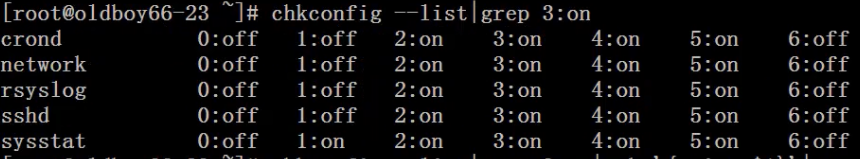 [root@oldboy66-23 ~]# chkconfig --list|grep 3:on
crond 0:off 1:off 2:on 3:on 4:on 5:on 6:off
network 0:off 1:off 2:on 3:on 4:on 5:on 6:off
rsyslog 0:off 1:off 2:on 3:on 4:on 5:on 6:off
sshd 0:off 1:off 2:on 3:on 4:on 5:on 6:off
sysstat 0:off 1:on 2:on 3:on 4:on 5:on 6:off